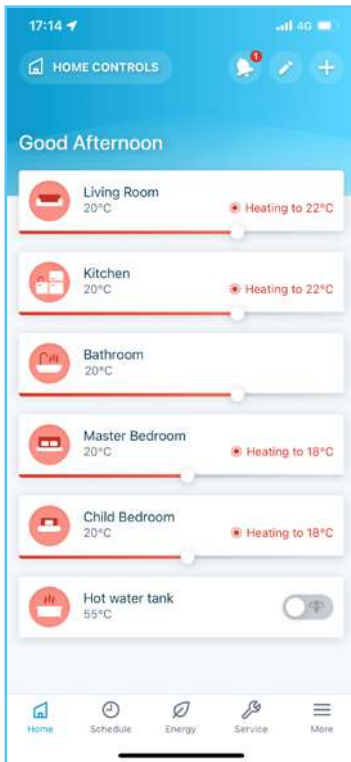 17:14
4G
HOME CONTROLS
1
Good Afternoon
Living Room
20°C
Heating to 22°C
Kitchen
20°C
Heating to 22°C
Bathroom
20°C
Master Bedroom
20°C
Heating to 18°C
Child Bedroom
20°C
Heating to 18°C
Hot water tank
55°C
Home
Schedule
Energy
Service
More